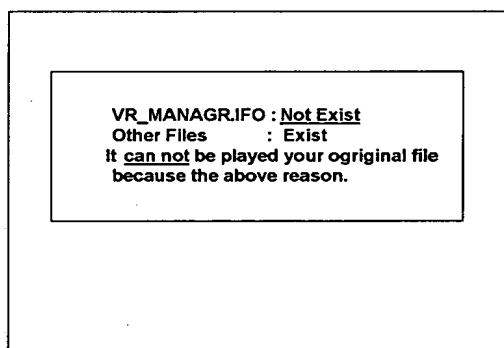 VR_MANAGR.IFO : Not Exist
Other Files : Exist
It can not be played your ogriginal file
because the above reason.